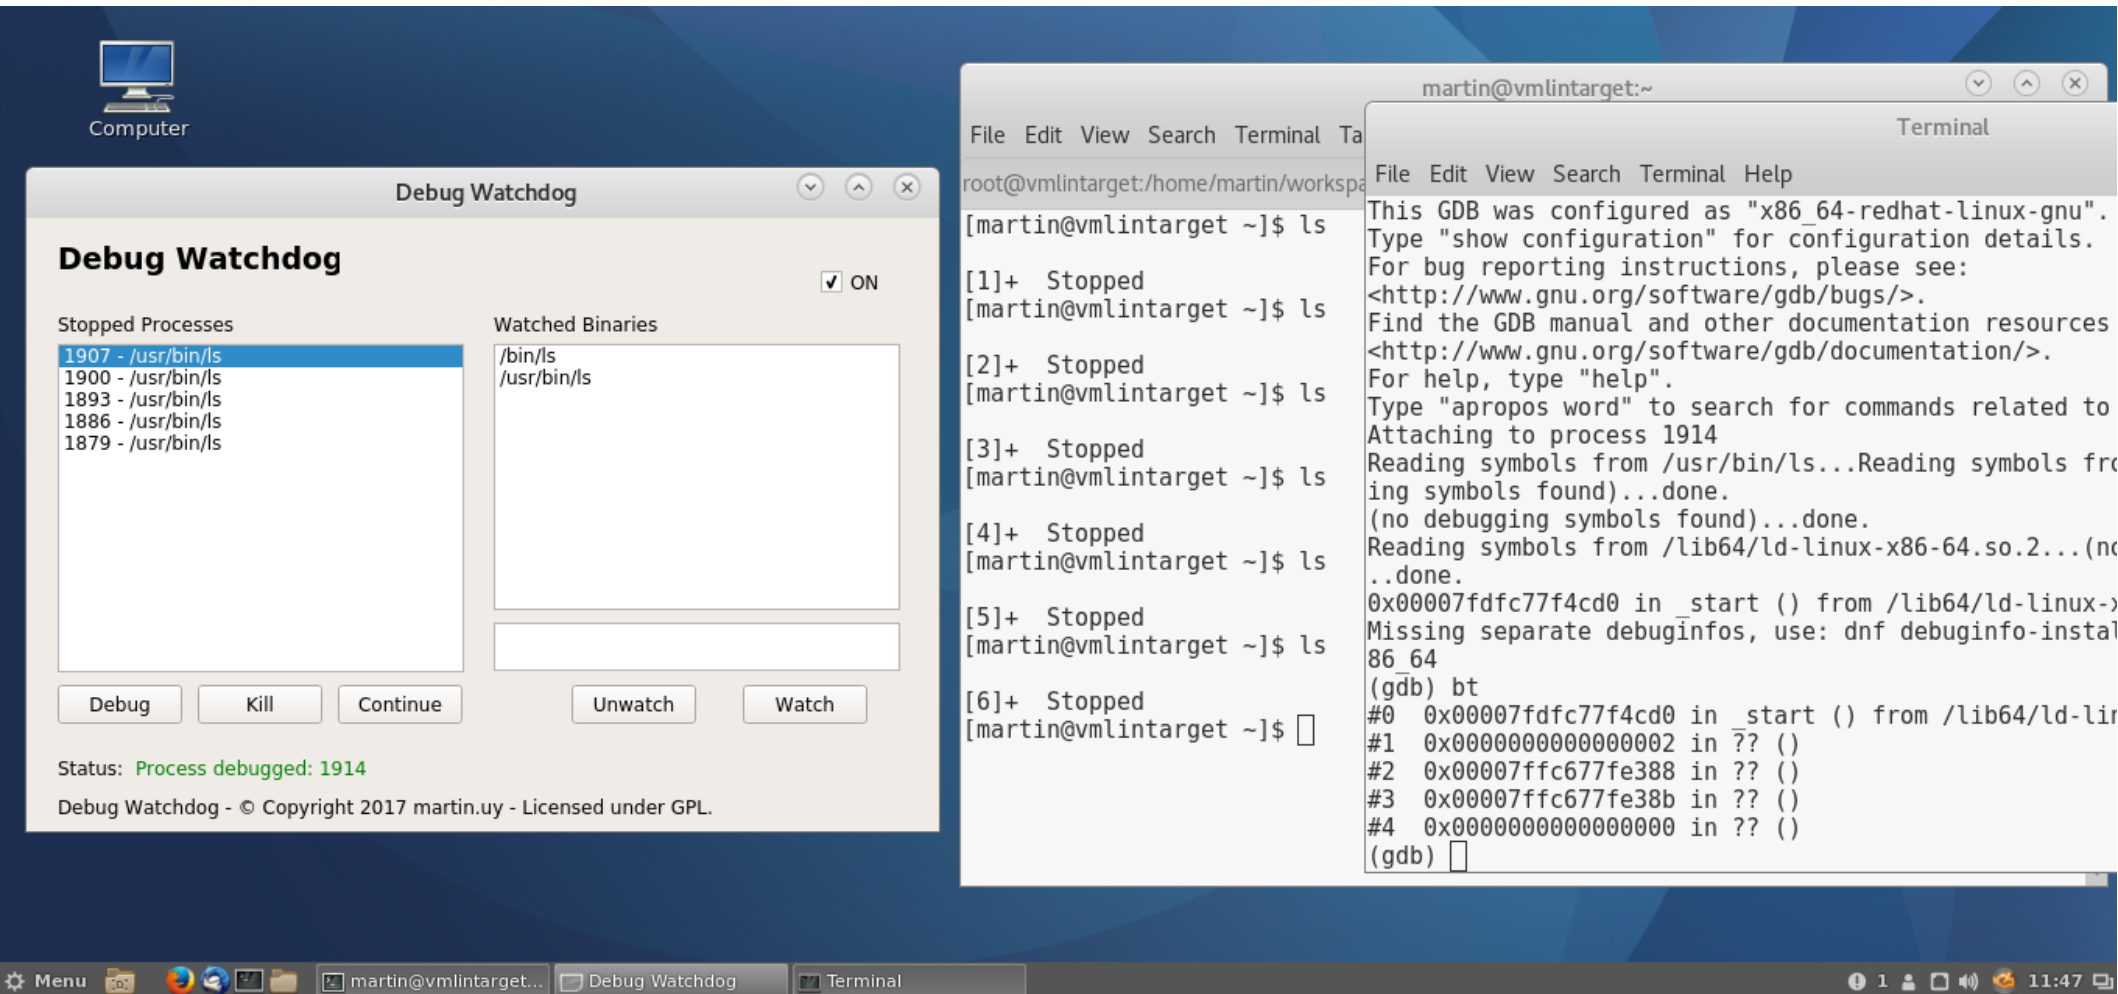 Computer
Debug Watchdog
Debug Watchdog
ON
Stopped Processes
1907 - /usr/bin/ls
1900 - /usr/bin/ls
1893 - /usr/bin/ls
1886 - /usr/bin/ls
1879 - /usr/bin/ls
Watched Binaries
/bin/ls
/usr/bin/ls
Debug Kill Continue Unwatch Watch
Status: Process debugged: 1914
Debug Watchdog - © Copyright 2017 martin.uy - Licensed under GPL.
martin@vmlintarget:~
File Edit View Search Terminal Ta
root@vmlintarget:/home/martin/workspa
[martin@vmlintarget ~]$ ls
[1]+  Stopped
[martin@vmlintarget ~]$ ls
[2]+  Stopped
[martin@vmlintarget ~]$ ls
[3]+  Stopped
[martin@vmlintarget ~]$ ls
[4]+  Stopped
[martin@vmlintarget ~]$ ls
[5]+  Stopped
[martin@vmlintarget ~]$ ls
[6]+  Stopped
[martin@vmlintarget ~]$
Terminal
File Edit View Search Terminal Help
This GDB was configured as "x86_64-redhat-linux-gnu".
Type "show configuration" for configuration details.
For bug reporting instructions, please see:
<http://www.gnu.org/software/gdb/bugs/>.
Find the GDB manual and other documentation resources
<http://www.gnu.org/software/gdb/documentation/>.
For help, type "help".
Type "apropos word" to search for commands related to
Attaching to process 1914
Reading symbols from /usr/bin/ls...Reading symbols fro
ing symbols found)...done.
(no debugging symbols found)...done.
Reading symbols from /lib64/ld-linux-x86-64.so.2...(no
..done.
0x00007fdfc77f4cd0 in _start () from /lib64/ld-linux-x
Missing separate debuginfos, use: dnf debuginfo-instal
86_64
(gdb) bt
#0  0x00007fdfc77f4cd0 in _start () from /lib64/ld-lin
#1  0x0000000000000002 in ?? ()
#2  0x00007ffc677fe388 in ?? ()
#3  0x00007ffc677fe38b in ?? ()
#4  0x0000000000000000 in ?? ()
(gdb)
Menu martin@vmlintarget... Debug Watchdog Terminal 1 11:47